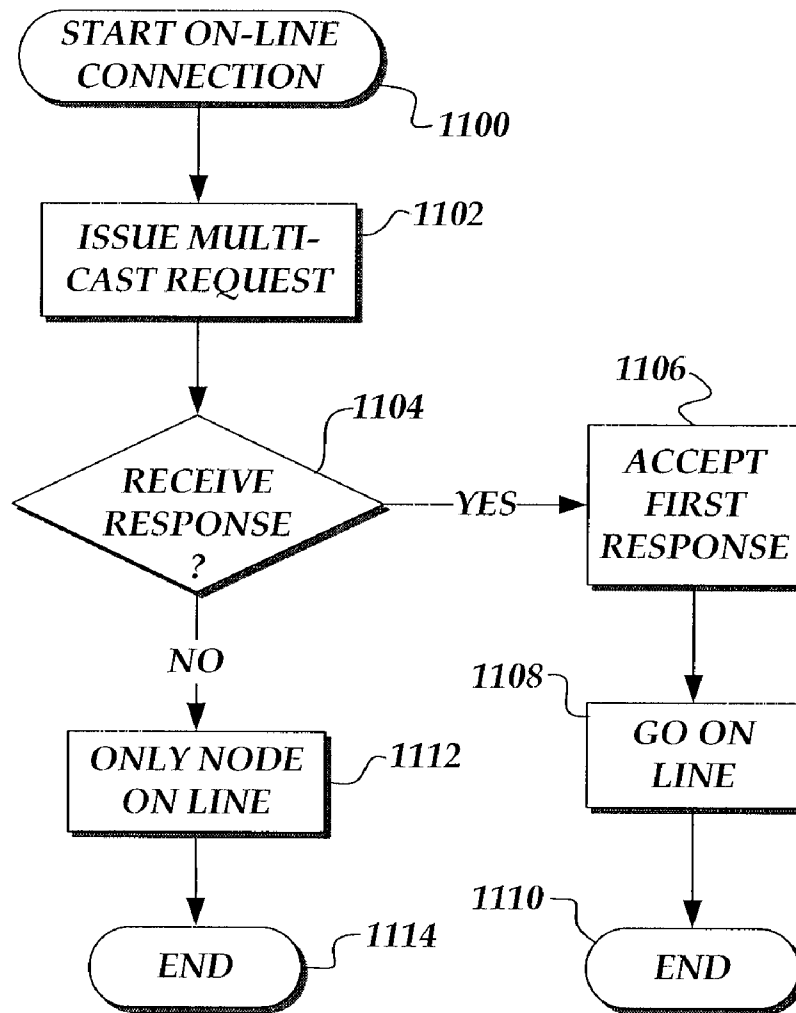 START ON-LINE
CONNECTION
1100
1102
ISSUE MULTI-
CAST REQUEST
1104
RECEIVE
RESPONSE
?
YES
1106
ACCEPT
FIRST
RESPONSE
NO
1108
GO ON
LINE
ONLY NODE
ON LINE
1112
1110
END
1114
END